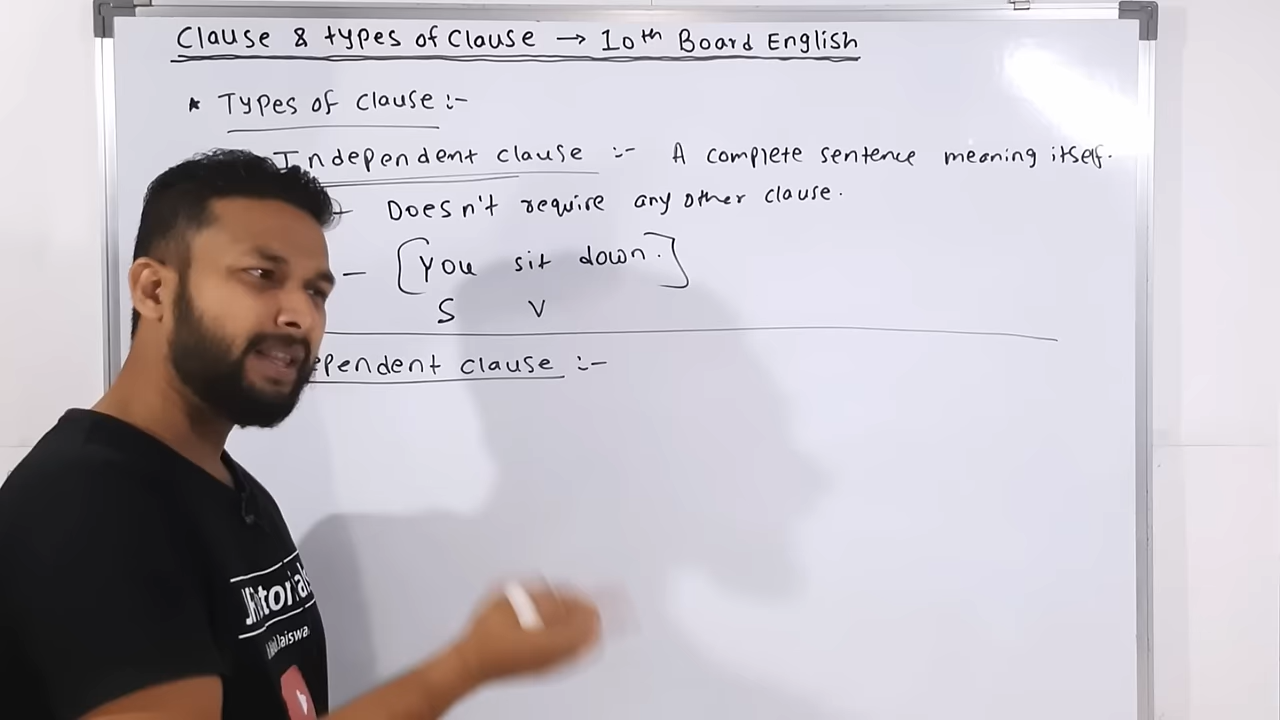 Clause & types of Clause → 10th Board English
* Types of clause :-
Independent clause :- A complete sentence meaning itself.
- Doesn't require any other clause.
- [You sit down.]
S V
ependent clause :-